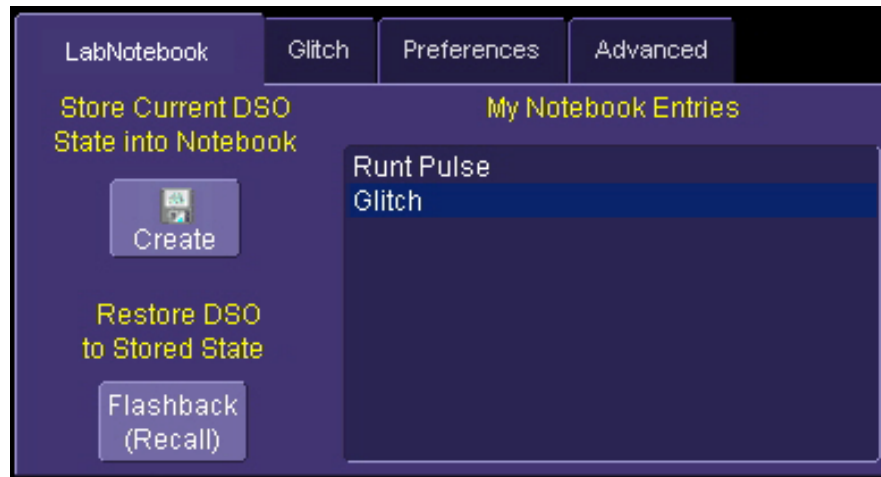 LabNotebook
Glitch
Preferences
Advanced
Store Current DSO
State into Notebook
Create
Restore DSO
to Stored State
Flashback
(Recall)
My Notebook Entries
Runt Pulse
Glitch